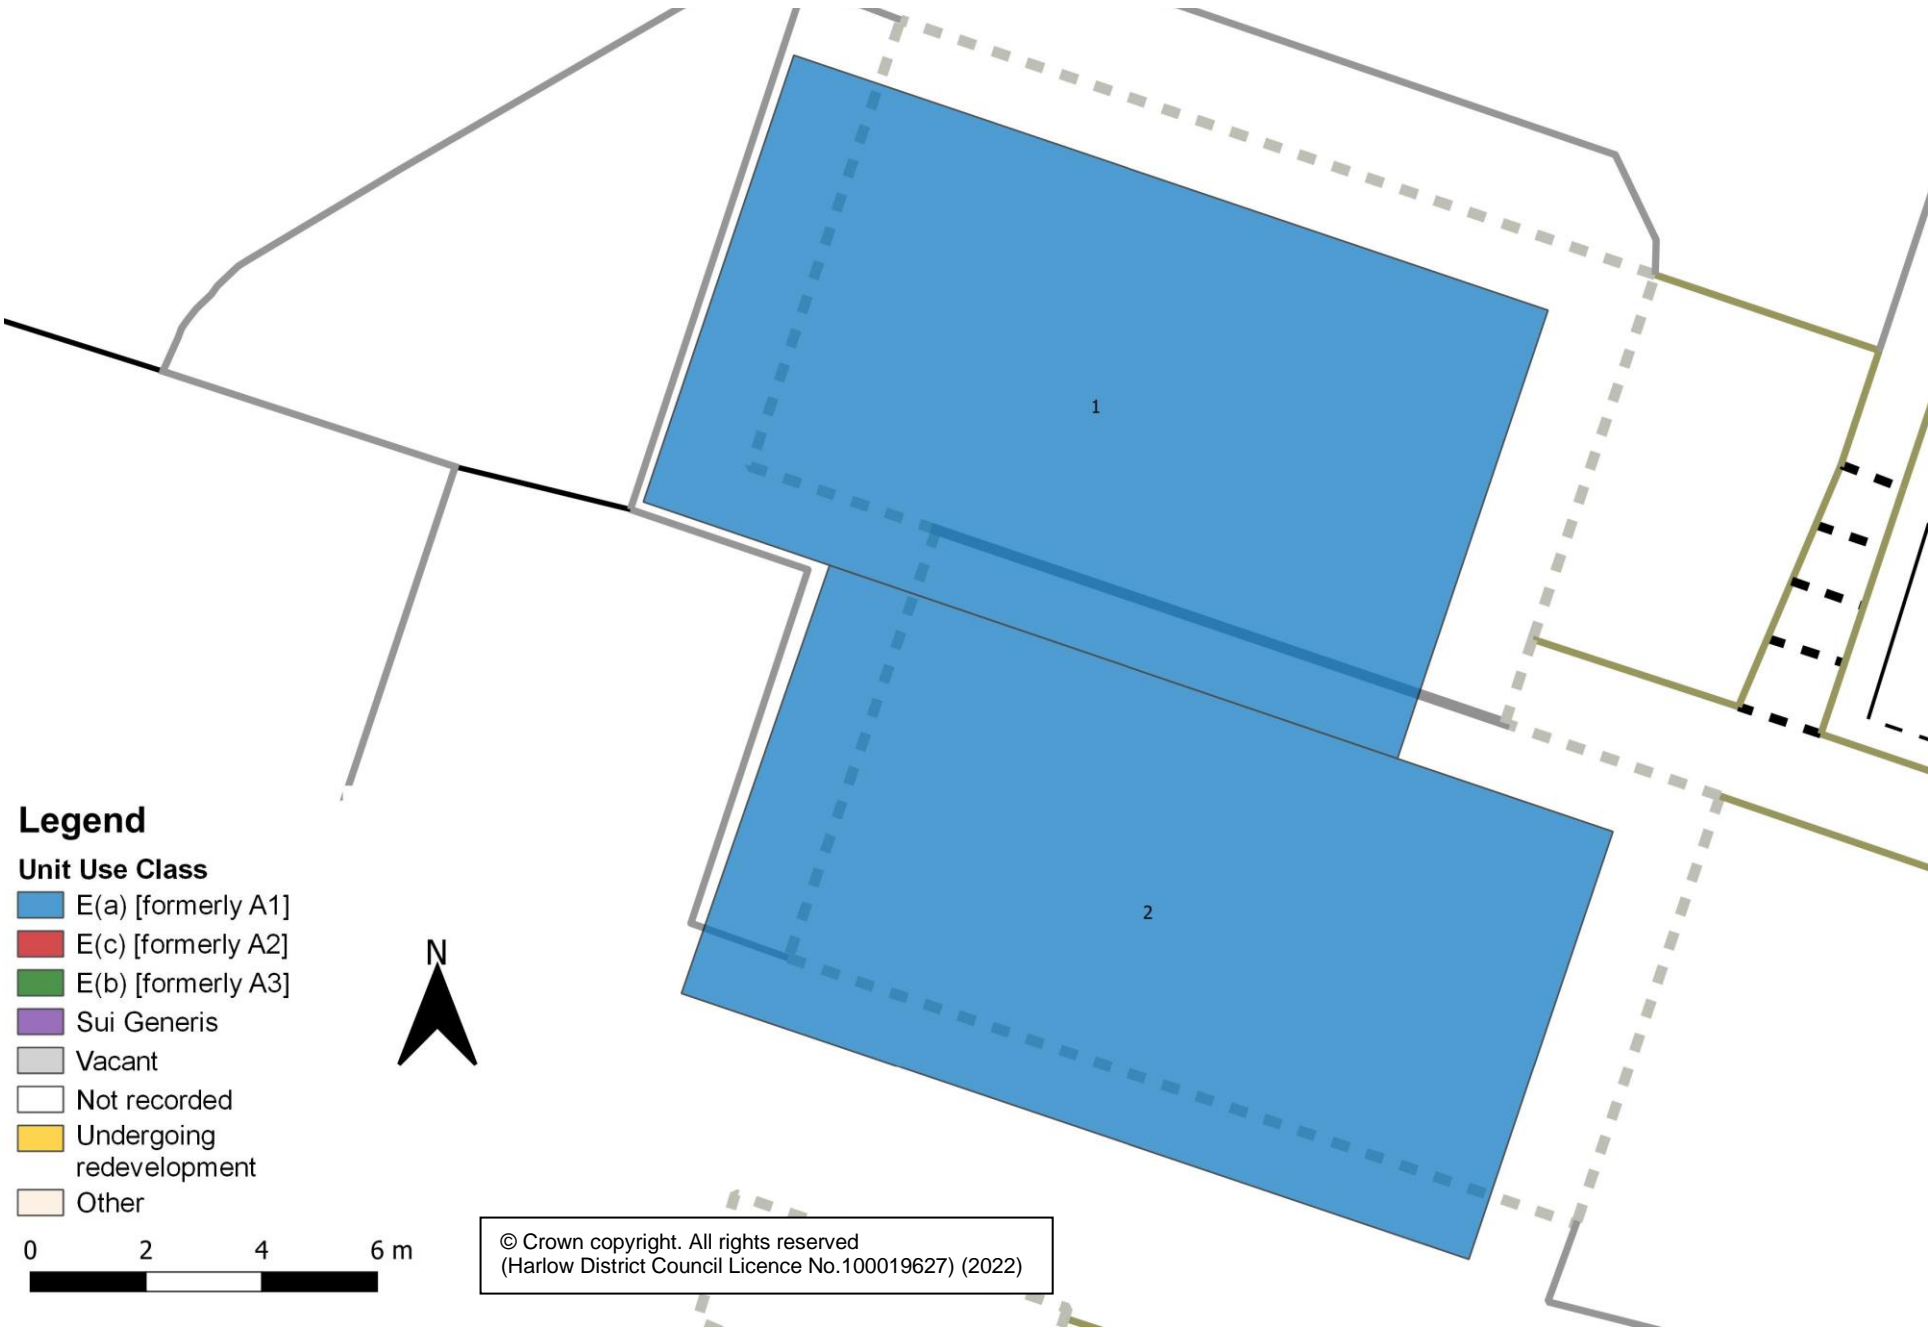 1
2
Legend
Unit Use Class
E(a) [formerly A1]
E(c) [formerly A2]
E(b) [formerly A3]
Sui Generis
Vacant
Not recorded
Undergoing
redevelopment
Other
N
0 2 4 6 m
© Crown copyright. All rights reserved
(Harlow District Council Licence No.100019627) (2022)